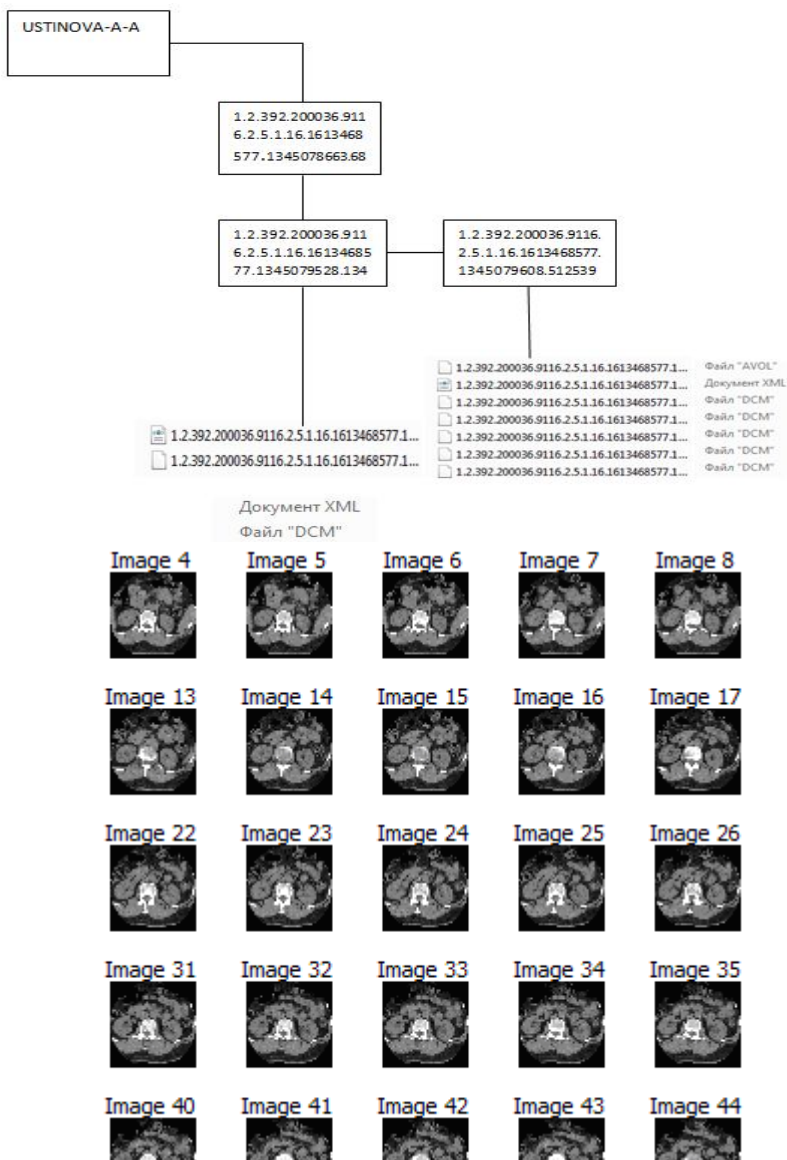 USTINOVA-A-A
1.2.392.200036.911
6.2.5.1.16.1613468
577.1345078663.68
1.2.392.200036.911
6.2.5.1.16.16134685
77.1345079528.134
1.2.392.200036.9116.
2.5.1.16.1613468577.
1345079608.512539
1.2.392.200036.9116.2.5.1.16.1613468577.1... Файл "AVOL"
1.2.392.200036.9116.2.5.1.16.1613468577.1... Документ XML
1.2.392.200036.9116.2.5.1.16.1613468577.1... Файл "DCM"
1.2.392.200036.9116.2.5.1.16.1613468577.1... Файл "DCM"
1.2.392.200036.9116.2.5.1.16.1613468577.1... Файл "DCM"
1.2.392.200036.9116.2.5.1.16.1613468577.1... Файл "DCM"
1.2.392.200036.9116.2.5.1.16.1613468577.1... Файл "DCM"
1.2.392.200036.9116.2.5.1.16.1613468577.1...
1.2.392.200036.9116.2.5.1.16.1613468577.1...
Документ XML
Файл "DCM"
Image 4 Image 5 Image 6 Image 7 Image 8
Image 13 Image 14 Image 15 Image 16 Image 17
Image 22 Image 23 Image 24 Image 25 Image 26
Image 31 Image 32 Image 33 Image 34 Image 35
Image 40 Image 41 Image 42 Image 43 Image 44